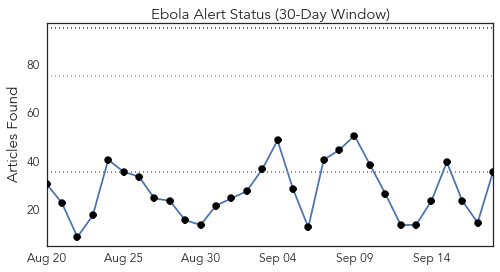 Ebola Alert Status (30-Day Window)
Articles Found
80
60
40
20
Aug 20 Aug 25 Aug 30 Sep 04 Sep 09 Sep 14